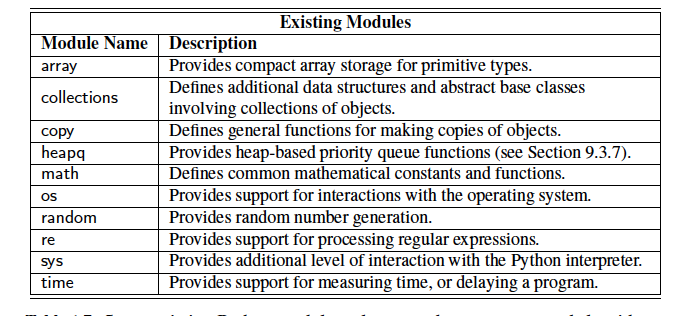 Existing Modules
Module Name Description
array Provides compact array storage for primitive types.
collections Defines additional data structures and abstract base classes
involving collections of objects.
copy Defines general functions for making copies of objects.
heapq Provides heap-based priority queue functions (see Section 9.3.7).
math Defines common mathematical constants and functions.
os Provides support for interactions with the operating system.
random Provides random number generation.
re Provides support for processing regular expressions.
sys Provides additional level of interaction with the Python interpreter.
time Provides support for measuring time, or delaying a program.